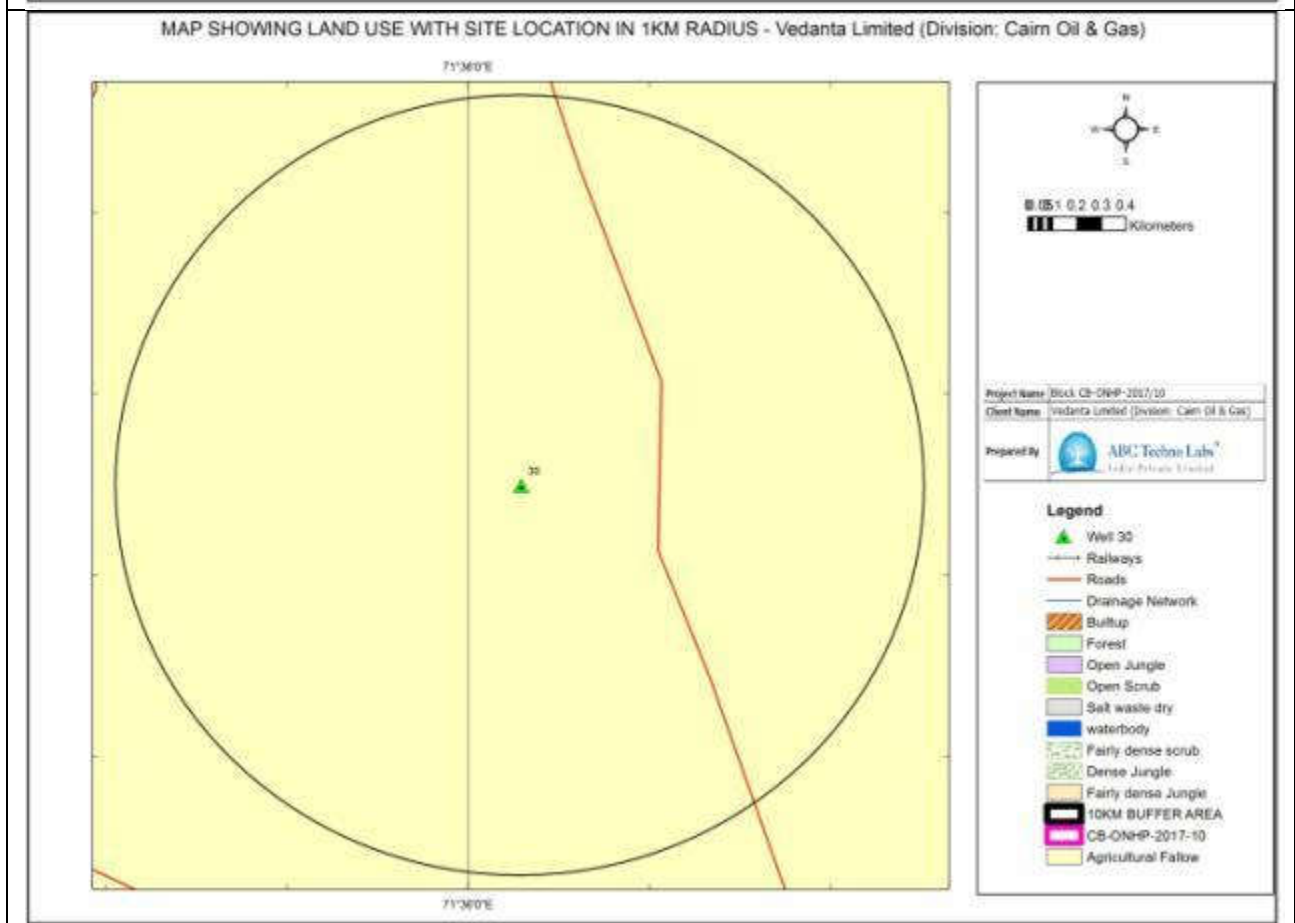 MAP SHOWING LAND USE WITH SITE LOCATION IN 1KM RADIUS - Vedanta Limited (Division: Cairn Oil & Gas)
71°36'0"E
N
W E
S
0.2 0.3 0.4
Kilometers
30
Project Name Block CB-ONHP-2017/10
Client Name Vedanta Limited (Division: Cairn Oil & Gas)
Prepared By
ABC Techno Labs®
India Private Limited
Legend
Well 30
Railways
Roads
Drainage Network
Builtup
Forest
Open Jungle
Open Scrub
Salt waste dry
waterbody
Fairly dense scrub
Dense Jungle
Fairly dense Jungle
10KM BUFFER AREA
CB-ONHP-2017-10
Agricultural Fallow
71°36'0"E